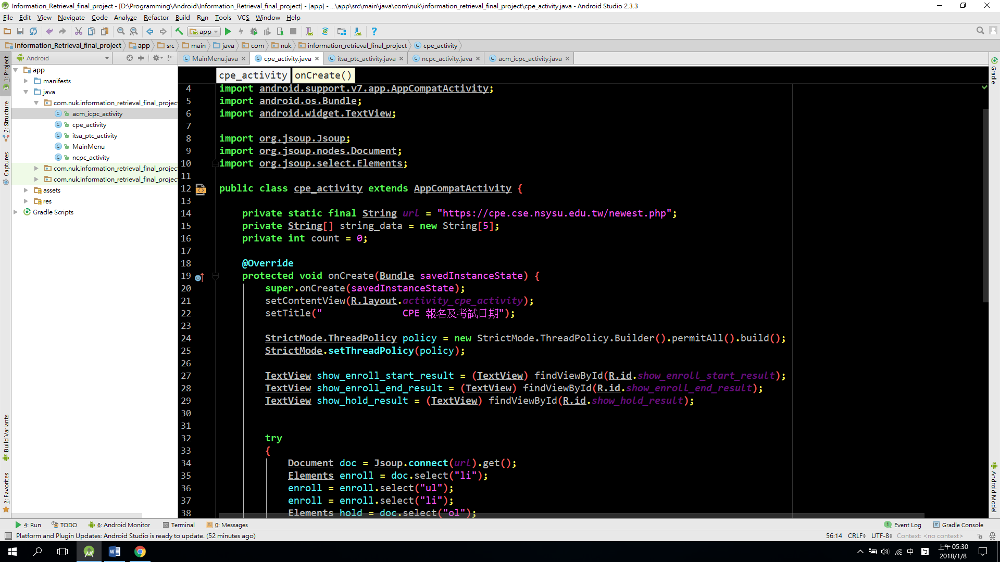 Information_Retrieval_final_project - [D:\Programming\Android\Information_Retrieval_final_project] - [app] - ...\app\src\main\java\com\nuk\information_retrieval_final_project\cpe_activity.java - Android Studio 2.3.3
File Edit View Navigate Code Analyze Refactor Build Run Tools VCS Window Help
app
Information_Retrieval_final_project app src main java com nuk information_retrieval_final_project cpe_activity
Android
MainMenu.java cpe_activity.java itsa_ptc_activity.java ncpc_activity.java acm_icpc_activity.java
1: Project
7: Structure
Captures
Build Variants
2: Favorites
app
manifests
java
com.nuk.information_retrieval_final_projec
acm_icpc_activity
cpe_activity
itsa_ptc_activity
MainMenu
ncpc_activity
com.nuk.information_retrieval_final_projec
com.nuk.information_retrieval_final_projec
assets
res
Gradle Scripts
cpe_activity onCreate()
4 import android.support.v7.app.AppCompatActivity;
5 import android.os.Bundle;
6 import android.widget.TextView;
7
8 import org.jsoup.Jsoup;
9 import org.jsoup.nodes.Document;
10 import org.jsoup.select.Elements;
11
12 public class cpe_activity extends AppCompatActivity {
13
14 private static final String url = "https://cpe.cse.nsysu.edu.tw/newest.php";
15 private String[] string_data = new String[5];
16 private int count = 0;
17
18 @Override
19 protected void onCreate(Bundle savedInstanceState) {
20 super.onCreate(savedInstanceState);
21 setContentView(R.layout.activity_cpe_activity);
22 setTitle("              CPE 報名及考試日期");
23
24 StrictMode.ThreadPolicy policy = new StrictMode.ThreadPolicy.Builder().permitAll().build();
25 StrictMode.setThreadPolicy(policy);
26
27 TextView show_enroll_start_result = (TextView) findViewById(R.id.show_enroll_start_result);
28 TextView show_enroll_end_result = (TextView) findViewById(R.id.show_enroll_end_result);
29 TextView show_hold_result = (TextView) findViewById(R.id.show_hold_result);
30
31
32 try
33 {
34 Document doc = Jsoup.connect(url).get();
35 Elements enroll = doc.select("li");
36 enroll = enroll.select("ul");
37 enroll = enroll.select("li");
38 Elements hold = doc.select("ol");
Gradle
Android Model
4: Run TODO 6: Android Monitor Terminal 0: Messages 1 Event Log Gradle Console
Platform and Plugin Updates: Android Studio is ready to update. (52 minutes ago) 56:14 CRLF UTF-8 Context: <no context>
中 上午 05:30
2018/1/8